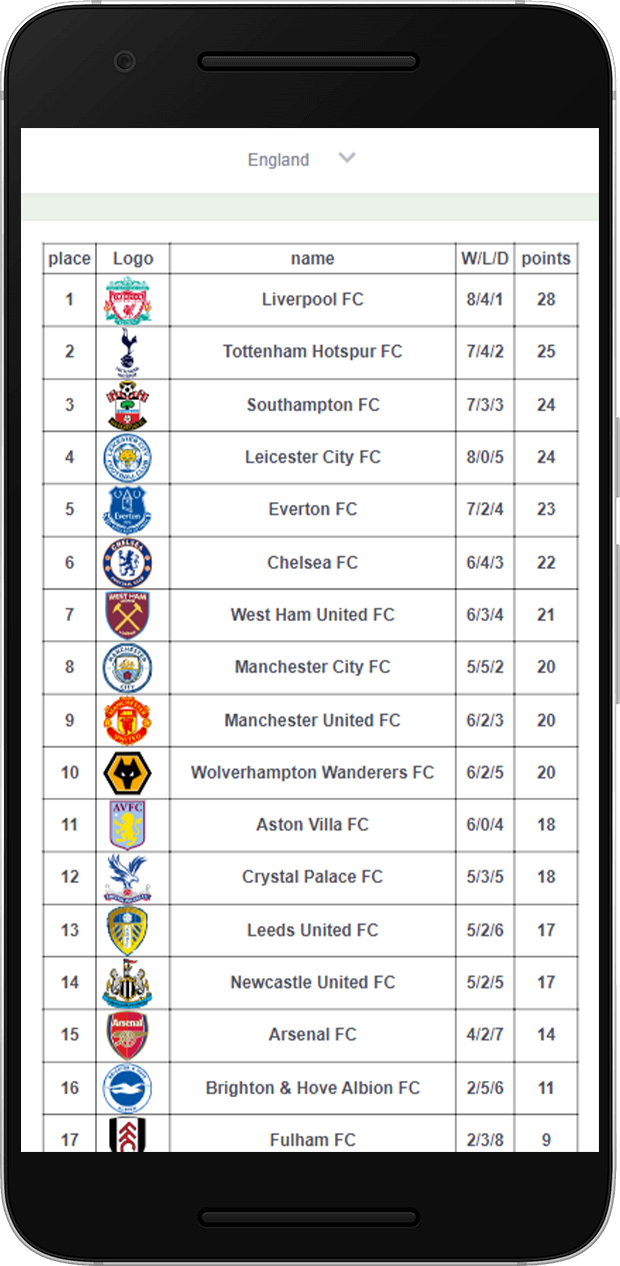 England
place Logo name W/L/D points
1 Liverpool FC 8/4/1 28
2 Tottenham Hotspur FC 7/4/2 25
3 Southampton FC 7/3/3 24
4 Leicester City FC 8/0/5 24
5 Everton Everton FC 7/2/4 23
6 CHELSEA Chelsea FC 6/4/3 22
7 WEST HAM West Ham United FC 6/3/4 21
8 MANCHESTER CITY Manchester City FC 5/5/2 20
9 Manchester United FC 6/2/3 20
10 Wolverhampton Wanderers FC 6/2/5 20
11 AVFC Aston Villa FC 6/0/4 18
12 Crystal Palace FC 5/3/5 18
13 Leeds United FC 5/2/6 17
14 Newcastle United FC 5/2/5 17
15 Arsenal Arsenal FC 4/2/7 14
16 Brighton & Hove Albion FC 2/5/6 11
17 Fulham FC 2/3/8 9